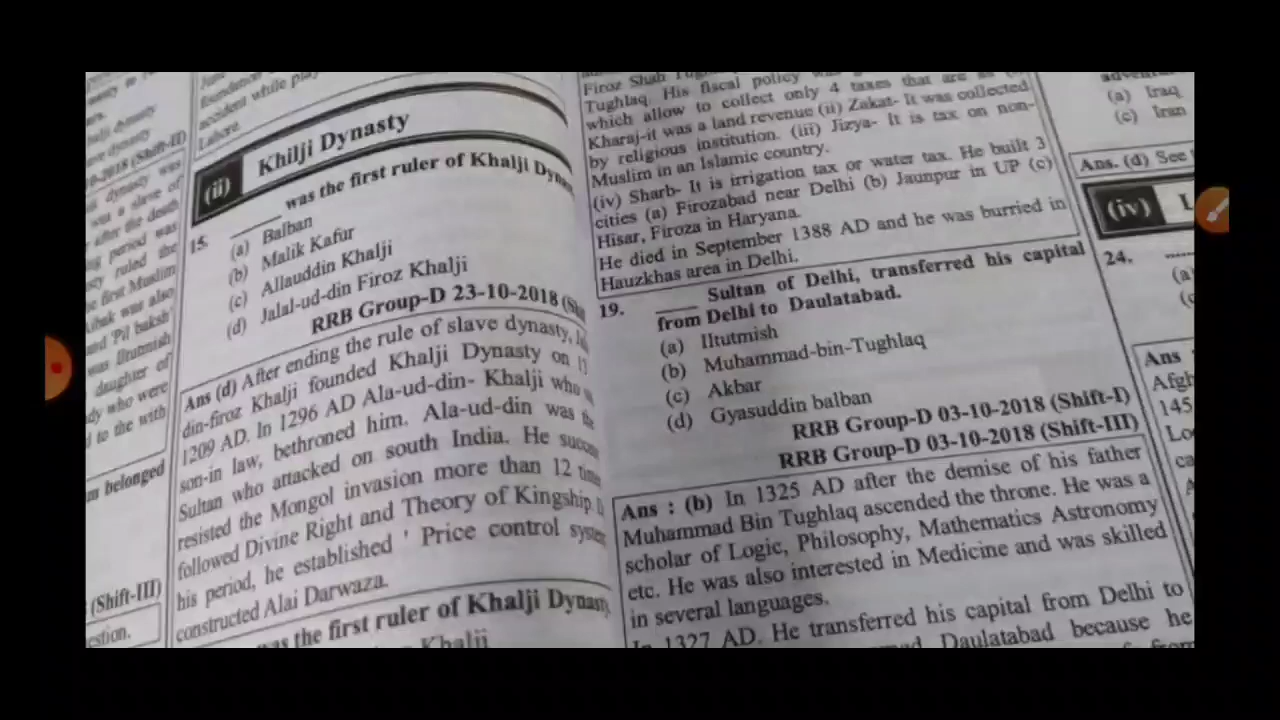 (ii) Khilji Dynasty
15. _____ was the first ruler of Khalji
(a) Balban
(b) Malik Kafur
(c) Allauddin Khalji
(d) Jalal-ud-din Firoz Khalji
RRB Group-D 23-10-2018
Ans (d) After ending the rule of slave dynasty,
din-firoz Khalji founded Khalji Dynasty on
1209 AD. In 1296 AD Ala-ud-din- Khalji who
son-in law, bethroned him. Ala-ud-din was the
Sultan who attacked on south India. He
resisted the Mongol invasion more than 12
followed Divine Right and Theory of Kingship.
his period, he established ' Price control
constructed Alai Darwaza.
the first ruler of Khalji Dynasty
Khalji
Firoz Shah
Tughlaq. His fiscal policy
which allow to collect only 4 taxes that are
Kharaj-it was a land revenue (ii) Zakat- It was collected
by religious institution. (iii) Jizya- It is tax on non-
Muslim in an Islamic country.
(iv) Sharb- It is irrigation tax or water tax. He built 3
cities (a) Firozabad near Delhi (b) Jaunpur in UP (c)
Hisar, Firoza in Haryana.
He died in September 1388 AD and he was burried in
Hauzkhas area in Delhi.
19. _____ Sultan of Delhi, transferred his capital
from Delhi to Daulatabad.
(a) Iltutmish
(b) Muhammad-bin-Tughlaq
(c) Akbar
(d) Gyasuddin balban
RRB Group-D 03-10-2018 (Shift-I)
RRB Group-D 03-10-2018 (Shift-III)
Ans : (b) In 1325 AD after the demise of his father
Muhammad Bin Tughlaq ascended the throne. He was a
scholar of Logic, Philosophy, Mathematics Astronomy
etc. He was also interested in Medicine and was skilled
in several languages.
In 1327 AD. He transferred his capital from Delhi to
Daulatabad because he
(a) Iraq
(c) Iran
Ans. (d) See
(iv)
24.
Ans
145